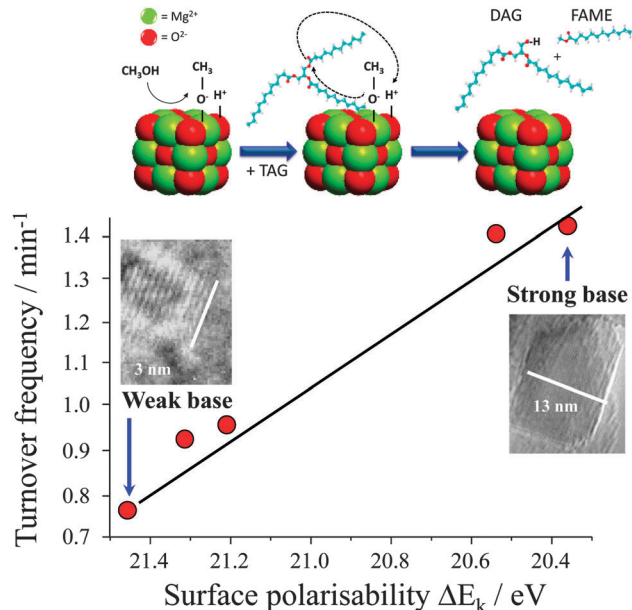 = Mg2+
= O2-
CH3OH
CH3
O-
H+
+ TAG
CH3
O-
H+
DAG
FAME
-H
+
Turnover frequency / min-1
1.4
1.3
1.2
1.1
1.0
0.9
0.8
0.7
3 nm
Weak base
Strong base
13 nm
21.4
21.2
21.0
20.8
20.6
20.4
Surface polarisability ΔEk / eV